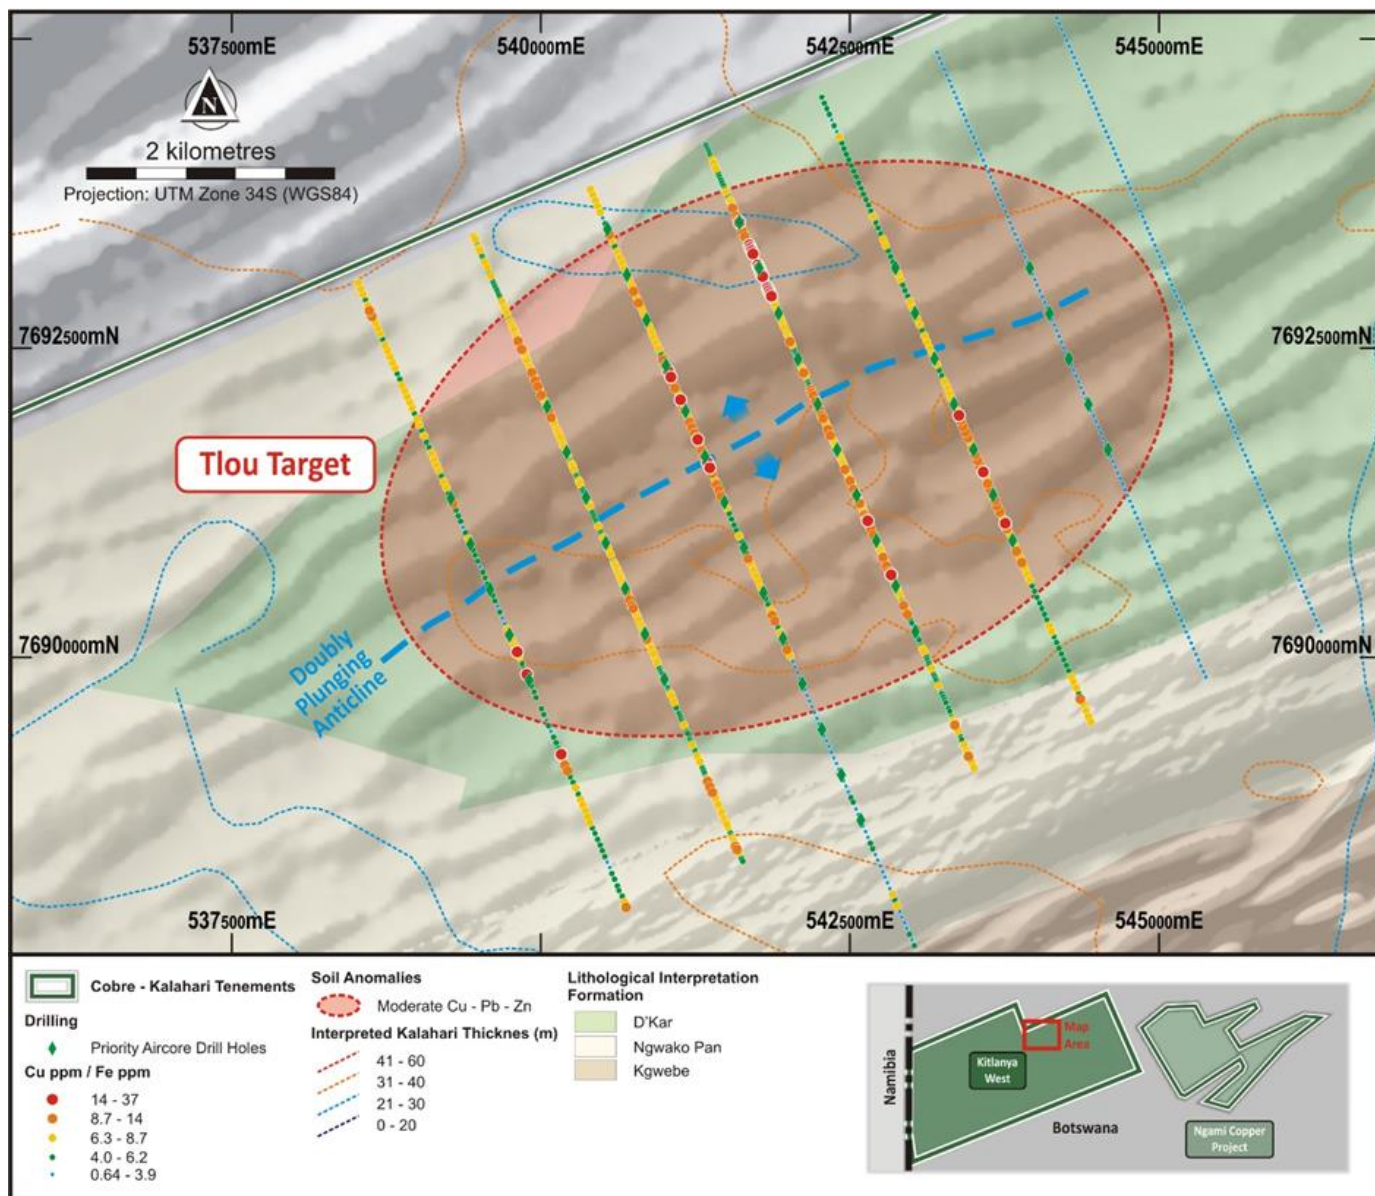 537500mE
540000mE
542500mE
545000mE
N
2 kilometres
Projection: UTM Zone 34S (WGS84)
7692500mN
7692500mN
Tlou Target
7690000mN
7690000mN
Doubly
Plunging
Anticline
537500mE
542500mE
545000mE
Cobre - Kalahari Tenements
Drilling
Priority Aircore Drill Holes
Cu ppm / Fe ppm
14 - 37
8.7 - 14
6.3 - 8.7
4.0 - 6.2
0.64 - 3.9
Soil Anomalies
Moderate Cu - Pb - Zn
Interpreted Kalahari Thicknes (m)
41 - 60
31 - 40
21 - 30
0 - 20
Lithological Interpretation
Formation
D'Kar
Ngwako Pan
Kgwebe
Namibia
Kitlanya
West
Map
Area
Botswana
Ngami Copper
Project